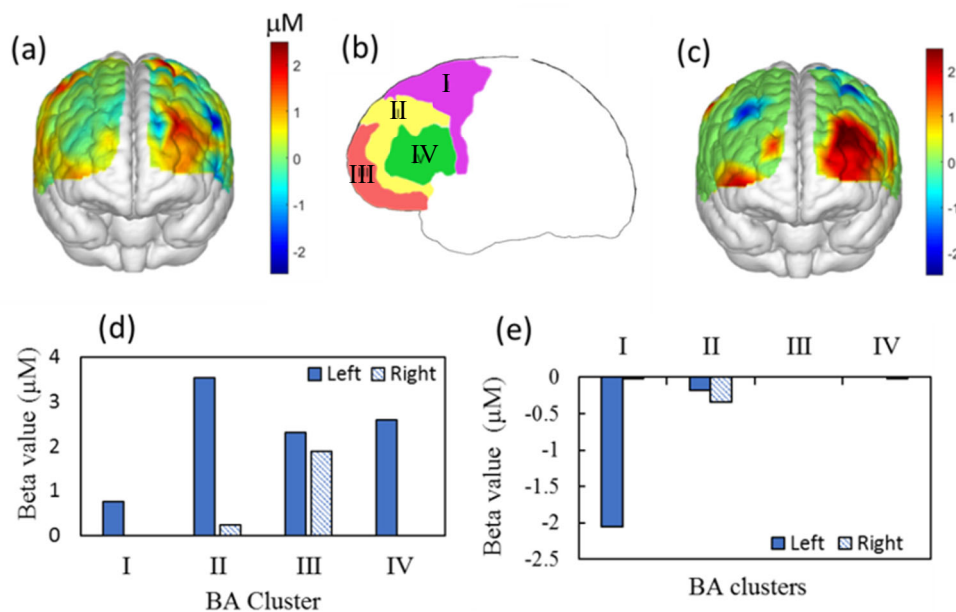 (a)
μM
2
1
0
-1
-2
(b)
I
II
III
IV
(c)
2
1
0
-1
-2
(d)
Beta value (μM)
4
3
2
1
0
Left Right
I II III IV
BA Cluster
(e)
I II III IV
Beta value (μM)
0
-0.5
-1
-1.5
-2
-2.5
Left Right
BA clusters